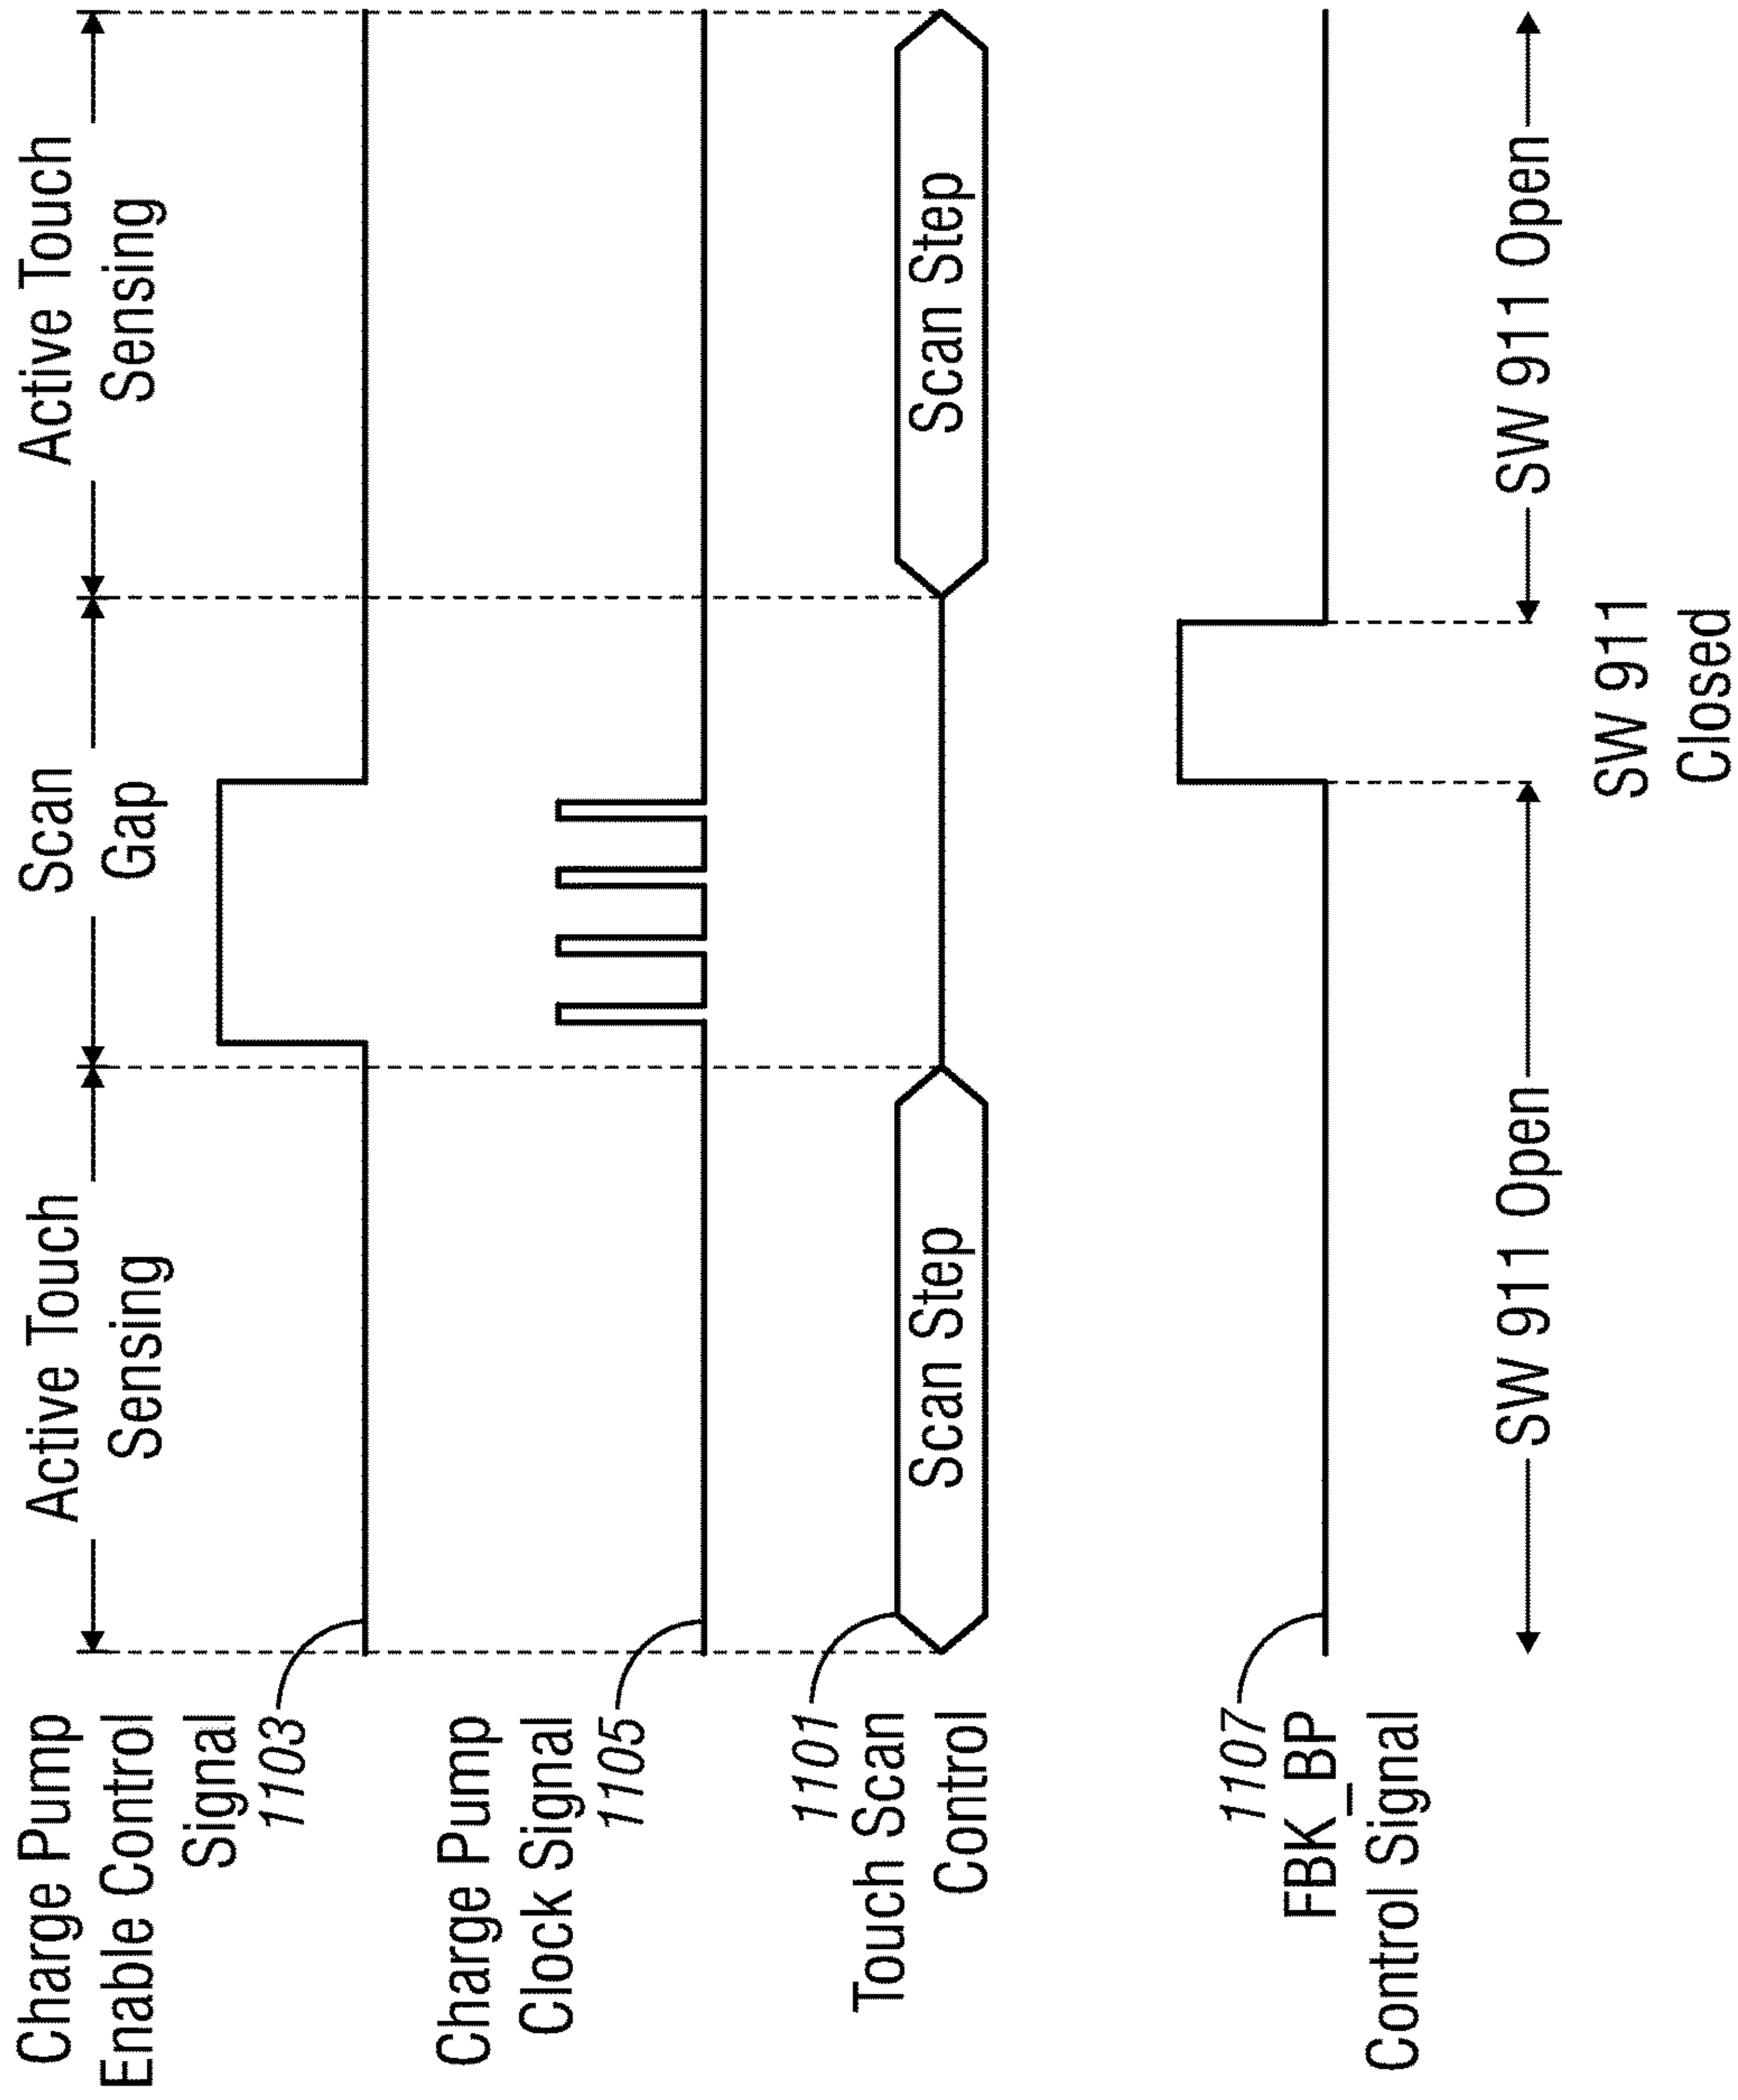 Active Touch
Sensing
Scan
Gap
Active Touch
Sensing
Charge Pump
Enable Control
Signal
1103
Charge Pump
Clock Signal
1105
1101
Touch Scan
Control
Scan Step
Scan Step
1107
FBK_BP
Control Signal
SW 911 Open
SW 911 Open
SW 911
Closed